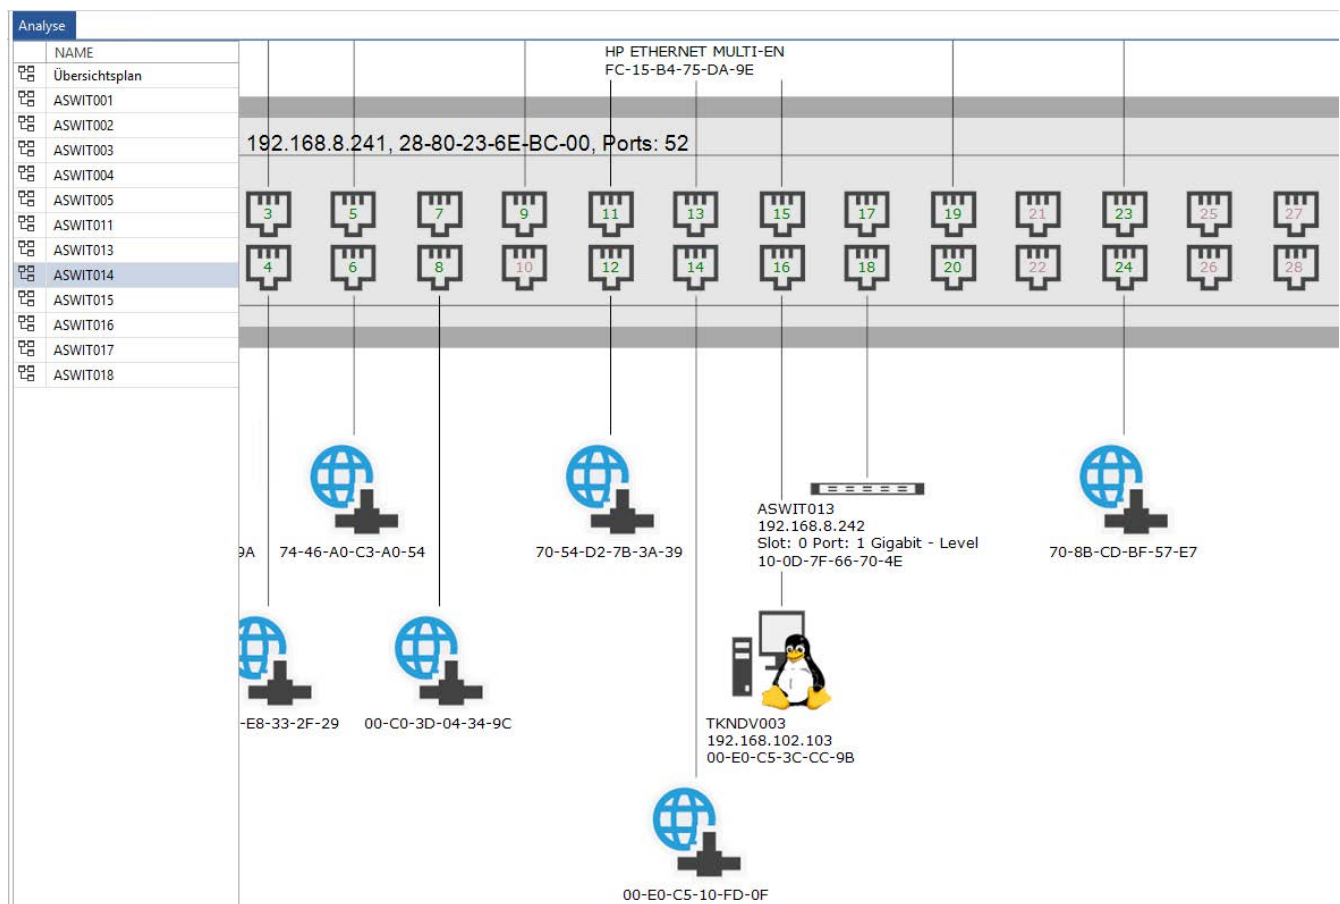 Analyse
NAME
Übersichtsplan
ASWIT001
ASWIT002
ASWIT003
ASWIT004
ASWIT005
ASWIT011
ASWIT013
ASWIT014
ASWIT015
ASWIT016
ASWIT017
ASWIT018
HP ETHERNET MULTI-EN
FC-15-B4-75-DA-9E
192.168.8.241, 28-80-23-6E-BC-00, Ports: 52
3 5 7 9 11 13 15 17 19 21 23 25 27
4 6 8 10 12 14 16 18 20 22 24 26 28
9A
74-46-A0-C3-A0-54
70-54-D2-7B-3A-39
ASWIT013
192.168.8.242
Slot: 0 Port: 1 Gigabit - Level
10-0D-7F-66-70-4E
70-8B-CD-BF-57-E7
-E8-33-2F-29
00-C0-3D-04-34-9C
TKNDV003
192.168.102.103
00-E0-C5-3C-CC-9B
00-E0-C5-10-FD-0F